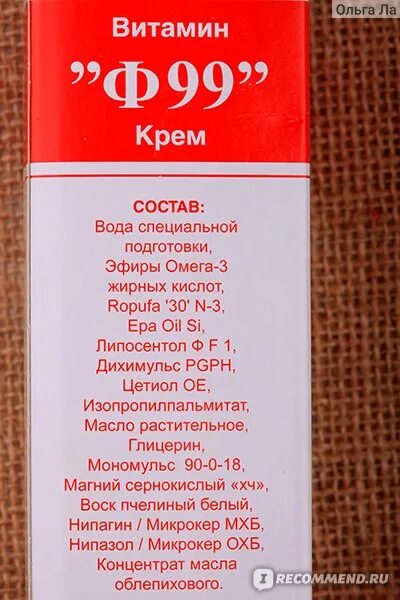 Ольга Ла
Витамин
"Ф99"
Крем
СОСТАВ:
Вода специальной
подготовки,
Эфиры Омега-3
жирных кислот,
Ropufa '30' N-3,
Epa Oil Si,
Липосентол Ф F 1,
Дихимульс PGPH,
Цетиол OE,
Изопропилпальмитат,
Масло растительное,
Глицерин,
Мономульс 90-0-18,
Магний сернокислый «хч»,
Воск пчелиный белый,
Нипагин / Микрокер МХБ,
Нипазол / Микрокер ОХБ,
Концентрат масла
облепихового.
IRECOMMEND.RU